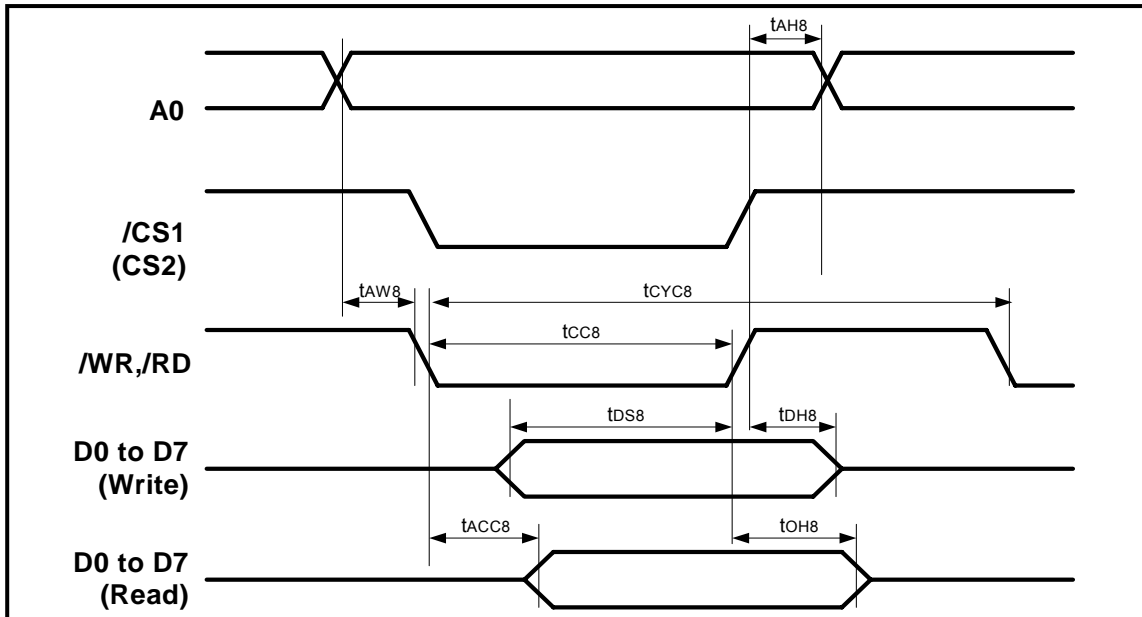 tAH8
A0
/CS1
(CS2)
tAW8
tCYC8
tCC8
/WR,/RD
tDS8
tDH8
D0 to D7
(Write)
tACC8
tOH8
D0 to D7
(Read)